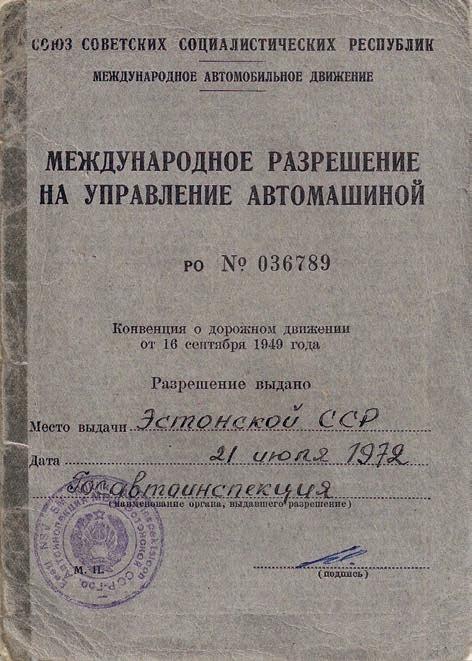 СОЮЗ СОВЕТСКИХ СОЦИАЛИСТИЧЕСКИХ РЕСПУБЛИК
МЕЖДУНАРОДНОЕ АВТОМОБИЛЬНОЕ ДВИЖЕНИЕ
МЕЖДУНАРОДНОЕ РАЗРЕШЕНИЕ
НА УПРАВЛЕНИЕ АВТОМАШИНОЙ
РО № 036789
Конвенция о дорожном движении
от 16 сентября 1949 года
Разрешение выдано
Место выдачи Эстонской ССР
Дата 21 июля 1972
Госавтоинспекция
(наименование органа, выдавшего разрешение)
М. П.
(подпись)